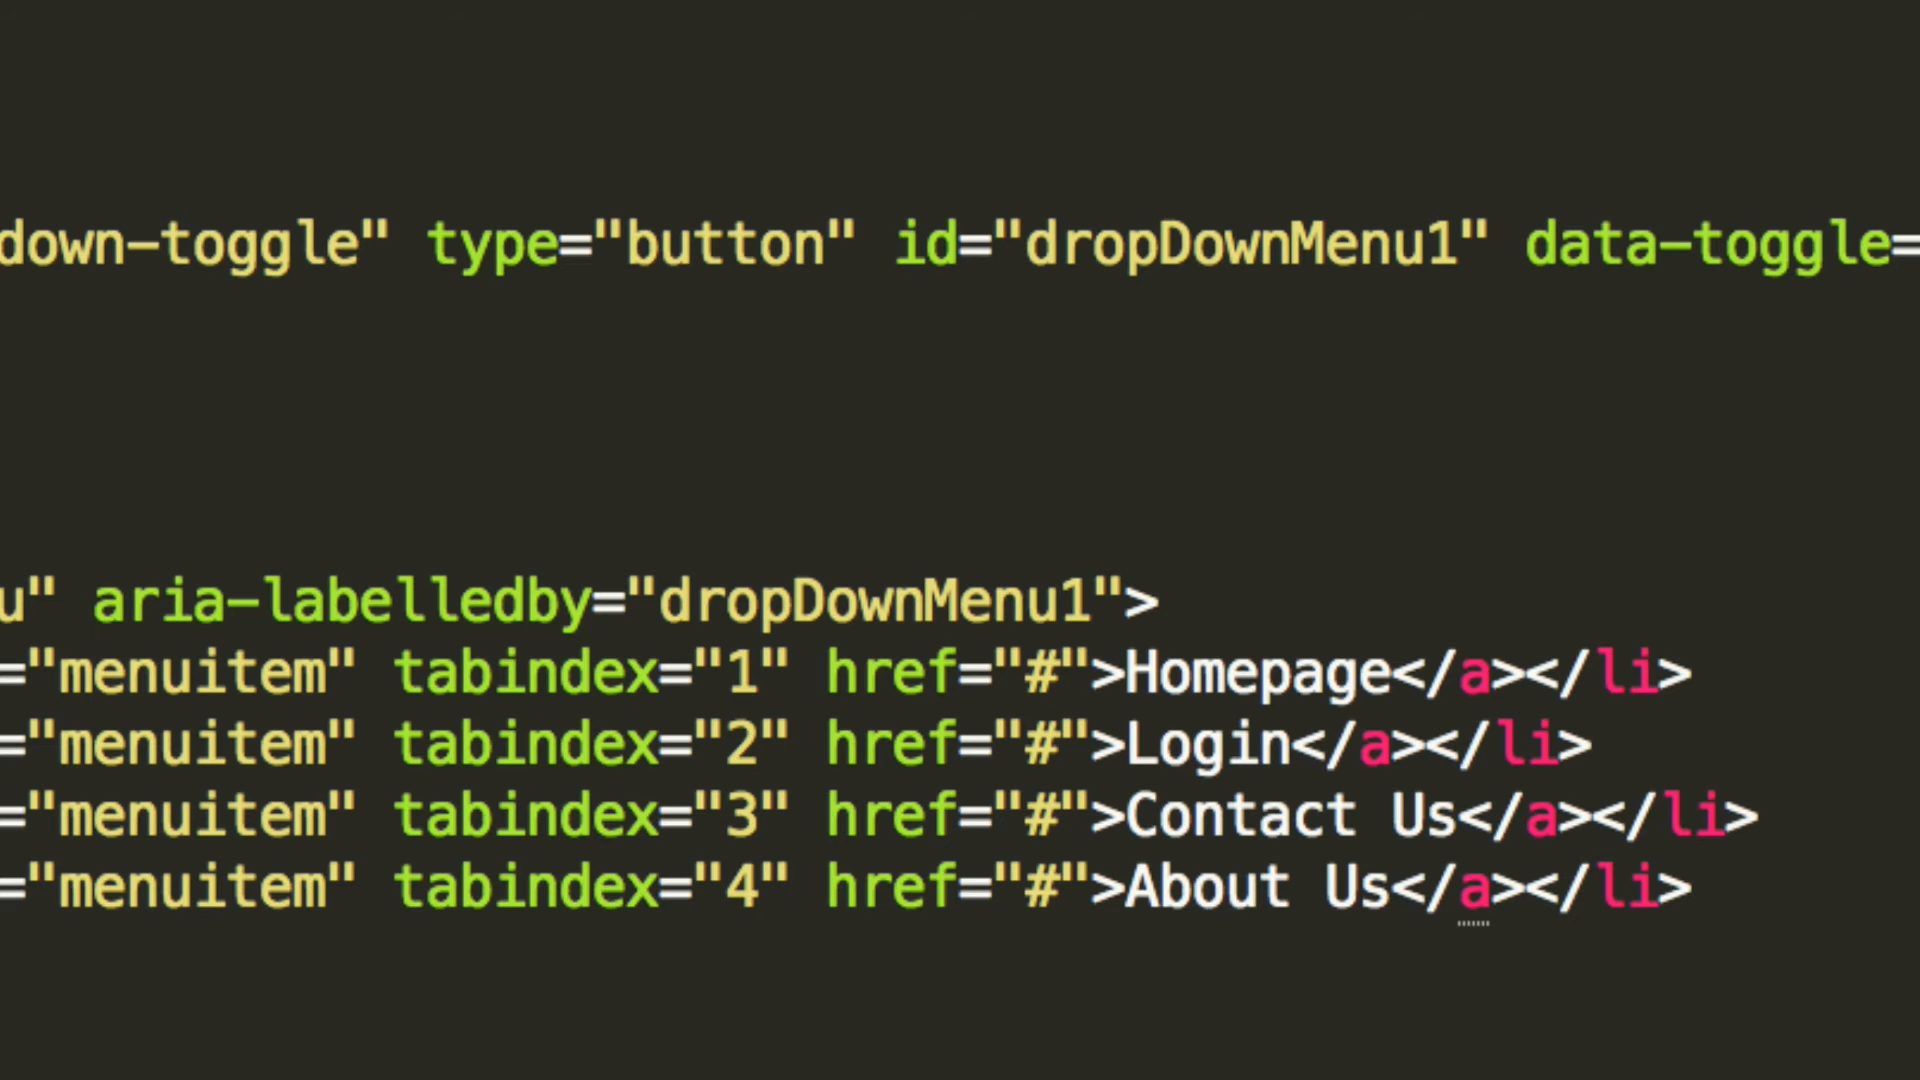 down-toggle" type="button" id="dropDownMenu1" data-toggle=
u" aria-labelledby="dropDownMenu1">
="menuitem" tabindex="1" href="#">Homepage</a></li>
="menuitem" tabindex="2" href="#">Login</a></li>
="menuitem" tabindex="3" href="#">Contact Us</a></li>
="menuitem" tabindex="4" href="#">About Us</a></li>